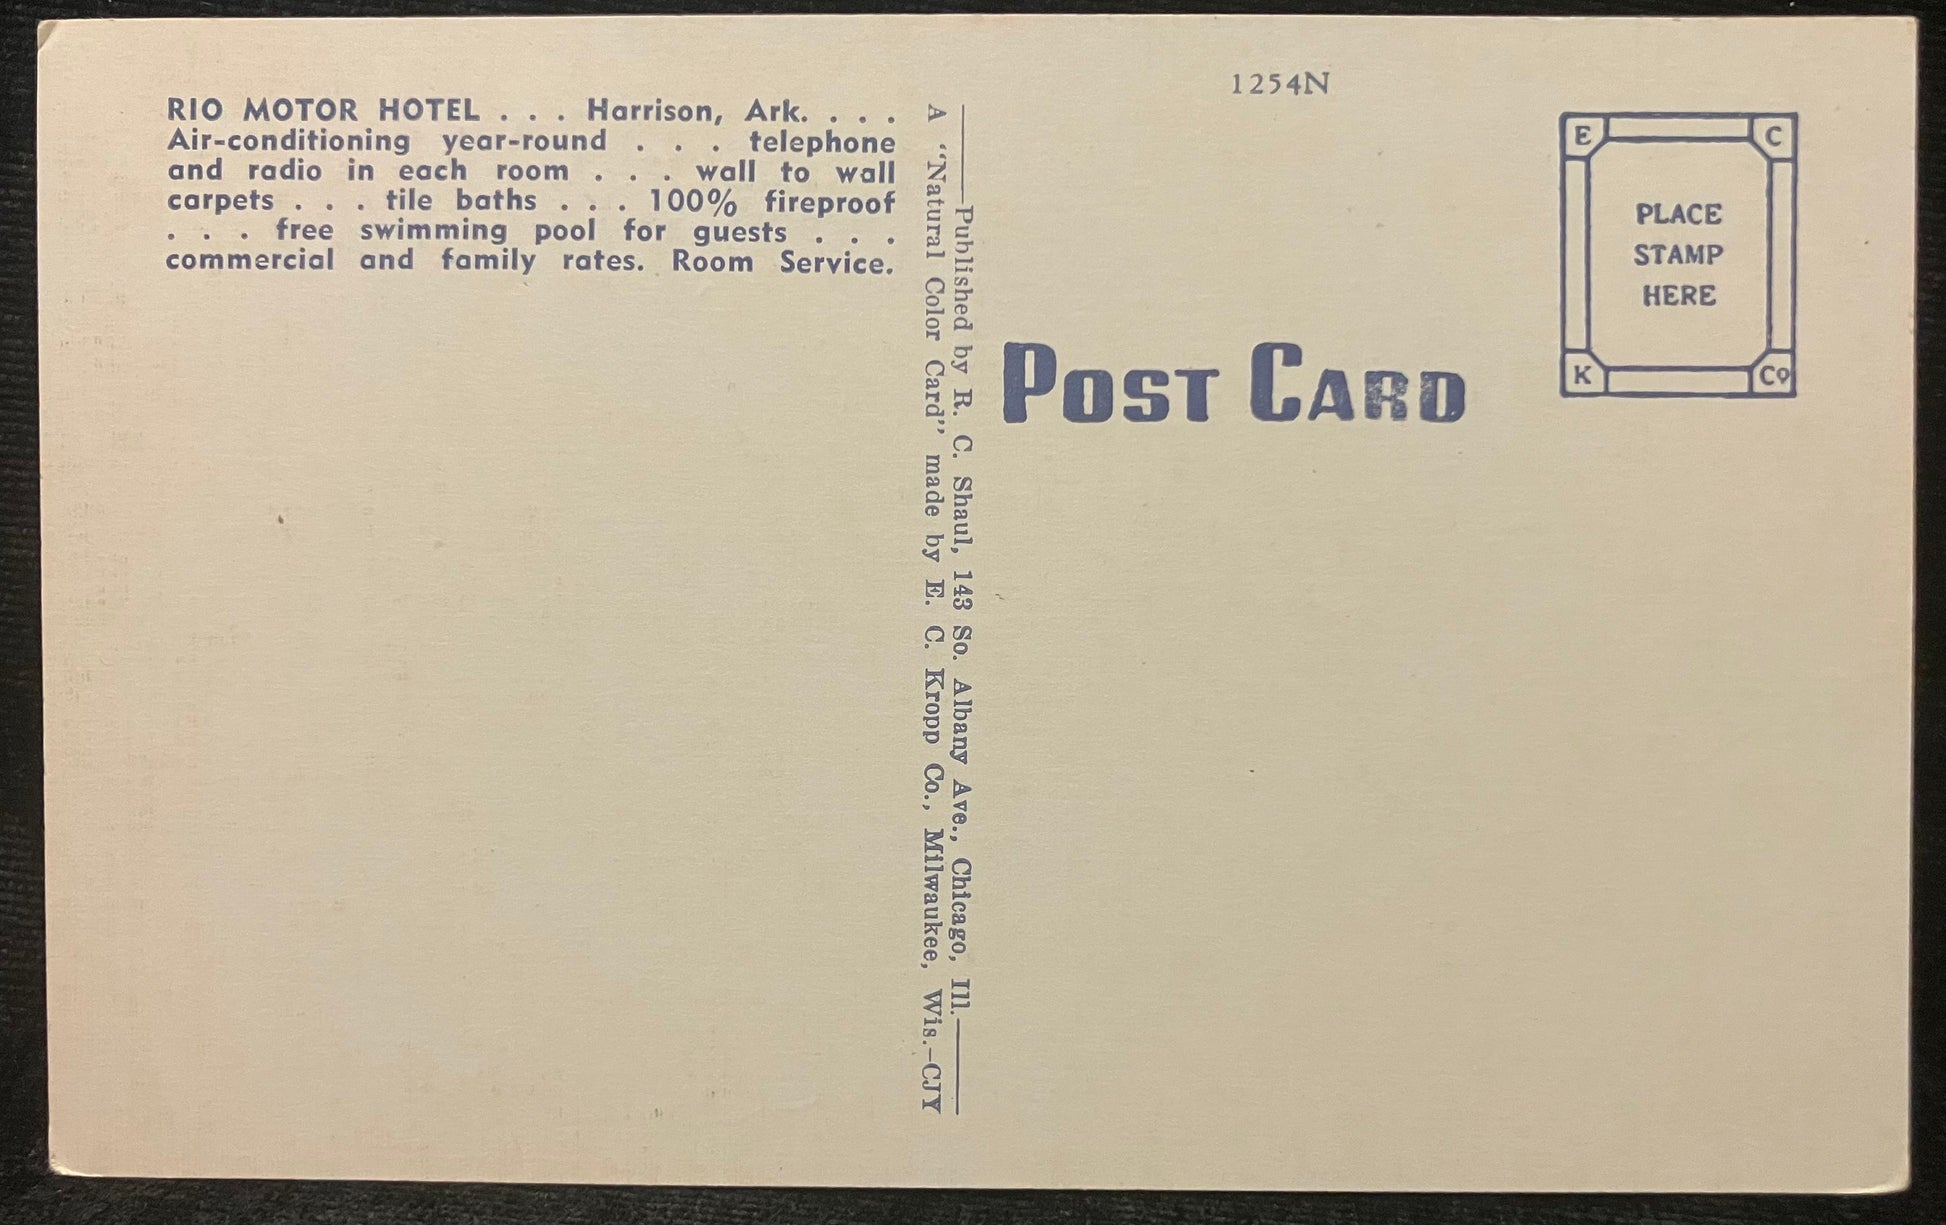 RIO MOTOR HOTEL . . . Harrison, Ark. . . .
Air-conditioning year-round . . . telephone
and radio in each room . . . wall to wall
carpets . . . tile baths . . . 100% fireproof
. . . free swimming pool for guests . . .
commercial and family rates. Room Service.
Published by R. C. Shaul, 143 So. Albany Ave., Chicago, Ill.
A "Natural Color Card" made by E. C. Kropp Co., Milwaukee, Wis.-CJY
1254N
POST CARD
E C
PLACE
STAMP
HERE
K Co